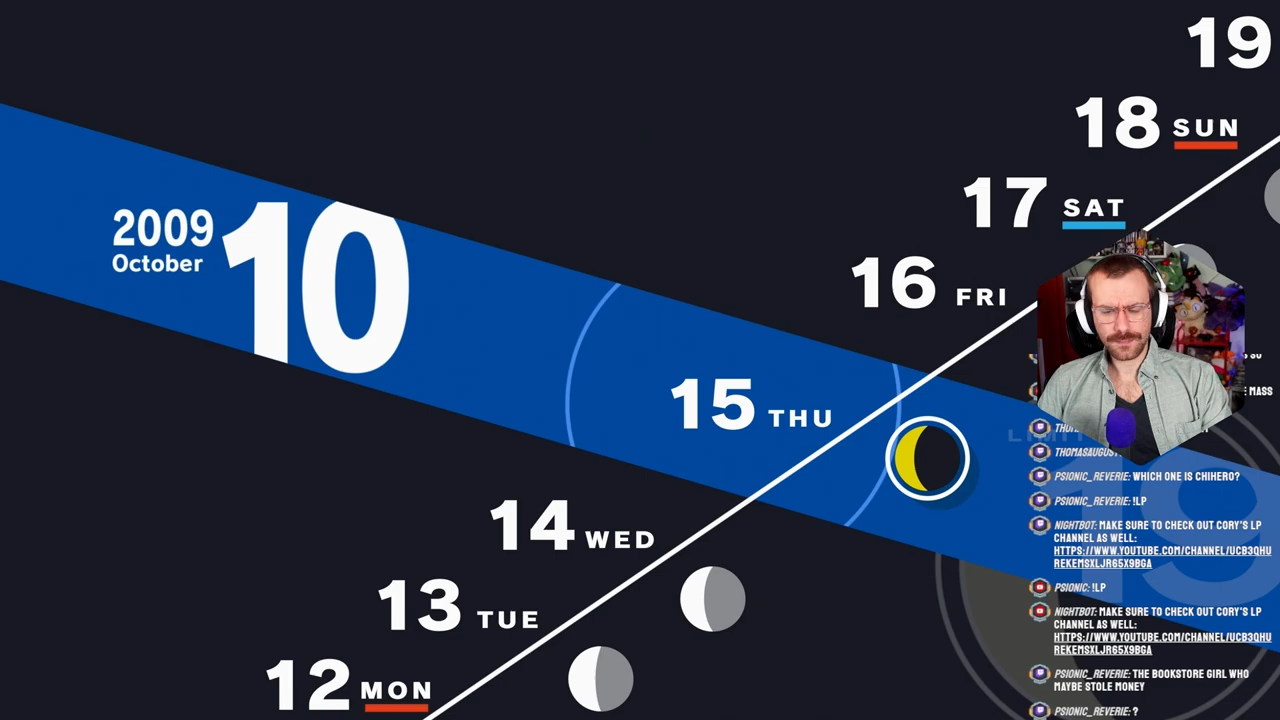 19
18 SUN
17 SAT
16 FRI
2009
October
10
15 THU
14 WED
13 TUE
12 MON
19
MASS
THOMASAUGUST
PSIONIC_REVERIE: WHICH ONE IS CHIHERO?
PSIONIC_REVERIE: !LP
NIGHTBOT: MAKE SURE TO CHECK OUT CORY'S LP
CHANNEL AS WELL:
HTTPS://WWW.YOUTUBE.COM/CHANNEL/UCB3QHU
REKEMSXLJR65X9BGA
PSIONIC: !LP
NIGHTBOT: MAKE SURE TO CHECK OUT CORY'S LP
CHANNEL AS WELL:
HTTPS://WWW.YOUTUBE.COM/CHANNEL/UCB3QHU
REKEMSXLJR65X9BGA
PSIONIC_REVERIE: THE BOOKSTORE GIRL WHO
MAYBE STOLE MONEY
PSIONIC_REVERIE: ?